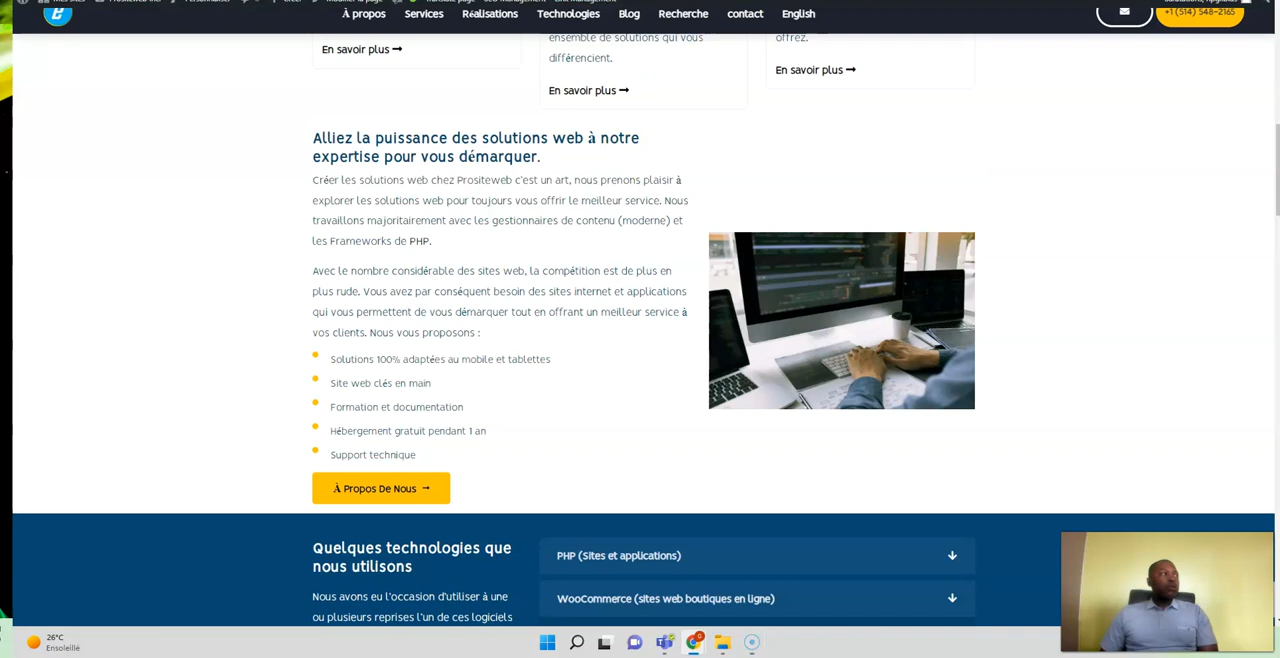 À propos Services Réalisations Technologies Blog Recherche contact English
+1 (514) 548-2165
ensemble de solutions qui vous
offrez.
En savoir plus ➞
différencient.
En savoir plus ➞
En savoir plus ➞
Alliez la puissance des solutions web à notre
expertise pour vous démarquer.
Créer les solutions web chez Prositeweb c'est un art, nous prenons plaisir à
explorer les solutions web pour toujours vous offrir le meilleur service. Nous
travaillons majoritairement avec les gestionnaires de contenu (moderne) et
les Frameworks de PHP.
Avec le nombre considérable des sites web, la compétition est de plus en
plus rude. Vous avez par conséquent besoin des sites internet et applications
qui vous permettent de vous démarquer tout en offrant un meilleur service à
vos clients. Nous vous proposons :
Solutions 100% adaptées au mobile et tablettes
Site web clés en main
Formation et documentation
Hébergement gratuit pendant 1 an
Support technique
À Propos De Nous →
Quelques technologies que
nous utilisons
Nous avons eu l'occasion d'utiliser à une
ou plusieurs reprises l'un de ces logiciels
PHP (Sites et applications)
WooCommerce (sites web boutiques en ligne)
26°C
Ensoleillé